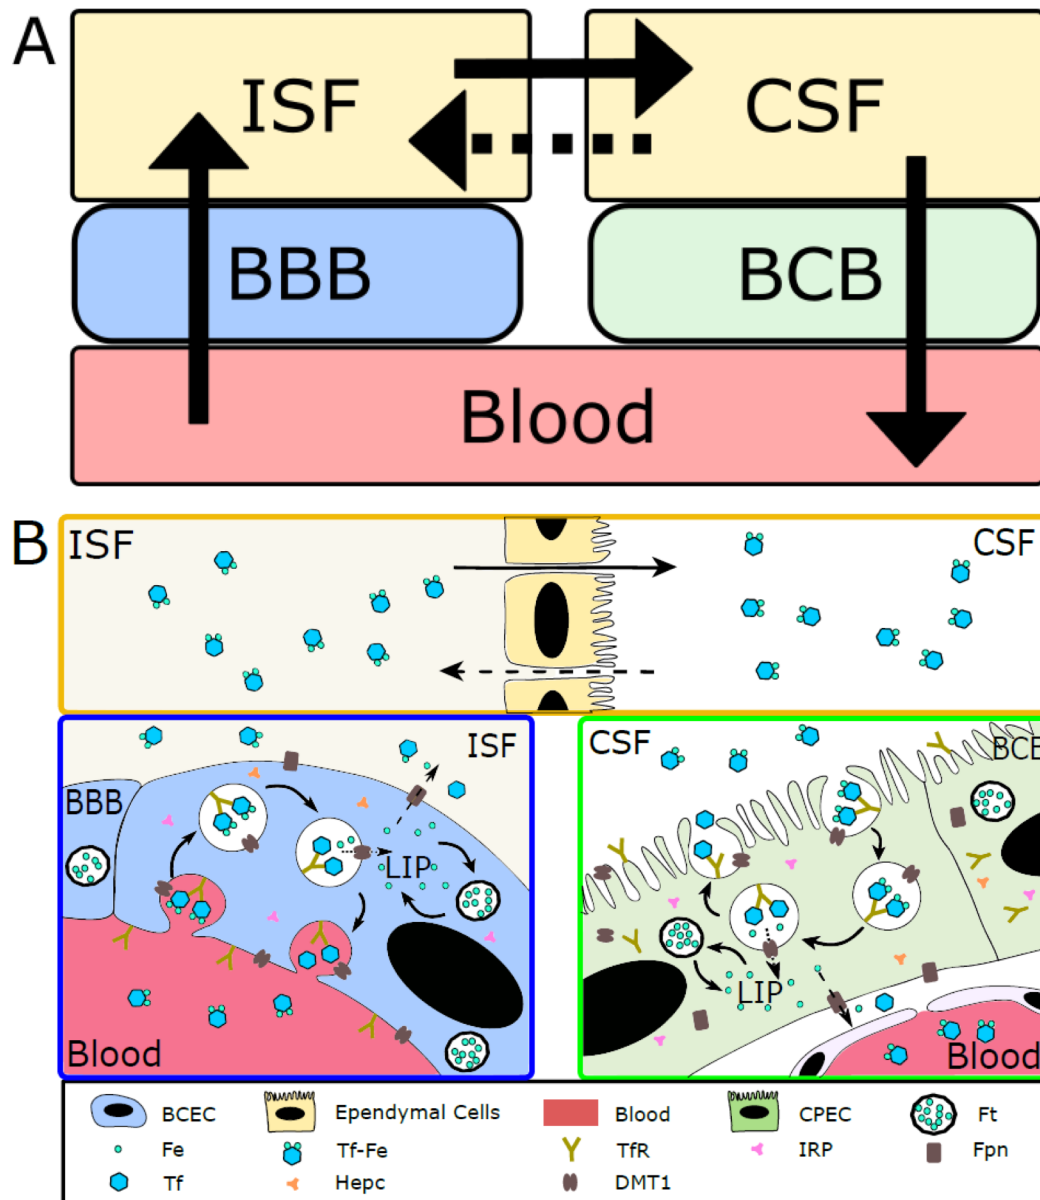 A
ISF
CSF
BBB
BCB
Blood
B
ISF
CSF
ISF
BBB
LIP
Blood
CSF
BCB
LIP
Blood
BCEC
Ependymal Cells
Blood
CPEC
Ft
Fe
Tf-Fe
TfR
IRP
Fpn
Tf
Hepc
DMT1